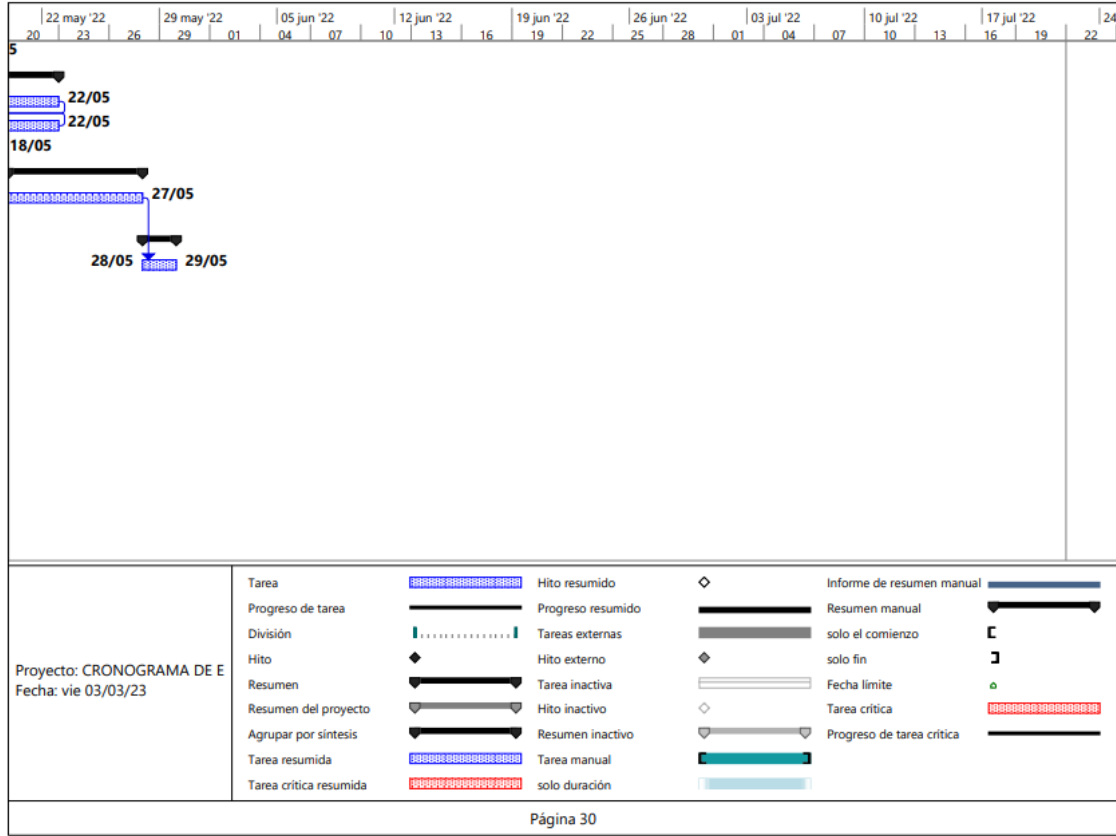 22 may '22 29 may '22 05 jun '22 12 jun '22 19 jun '22 26 jun '22 03 jul '22 10 jul '22 17 jul '22 24
20 23 26 29 01 04 07 10 13 16 19 22 25 28 01 04 07 10 13 16 19 22
5
22/05
22/05
18/05
27/05
28/05 29/05
Proyecto: CRONOGRAMA DE E
Fecha: vie 03/03/23
Tarea
Progreso de tarea
División
Hito
Resumen
Resumen del proyecto
Agrupar por síntesis
Tarea resumida
Tarea crítica resumida
Hito resumido
Progreso resumido
Tareas externas
Hito externo
Tarea inactiva
Hito inactivo
Resumen inactivo
Tarea manual
solo duración
Informe de resumen manual
Resumen manual
solo el comienzo
solo fin
Fecha límite
Tarea crítica
Progreso de tarea crítica
Página 30